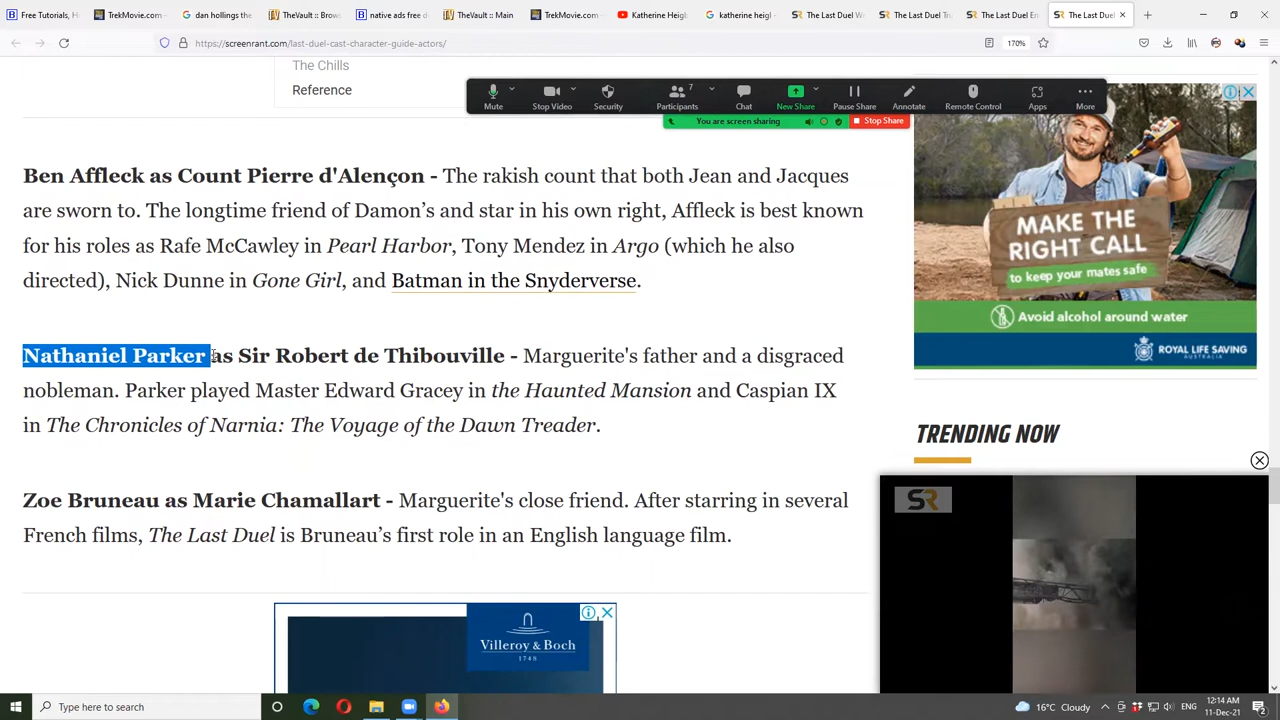 Free Tutorials, H
TrekMovie.com -
dan hollings the
TheVault :: Brow
native ads free d
TheVault :: Main
TrekMovie.com
Katherine Heigl
katherine heigl -
The Last Duel W
The Last Duel Tru
The Last Duel En
The Last Duel
https://screenrant.com/last-duel-cast-character-guide-actors/
170%
The Chills
Reference
7
Mute
Stop Video
Security
Participants
Chat
New Share
Pause Share
Annotate
Remote Control
Apps
More
You are screen sharing
Stop Share
Ben Affleck as Count Pierre d'Alençon - The rakish count that both Jean and Jacques
are sworn to. The longtime friend of Damon’s and star in his own right, Affleck is best known
for his roles as Rafe McCawley in Pearl Harbor, Tony Mendez in Argo (which he also
directed), Nick Dunne in Gone Girl, and Batman in the Snyderverse.
Nathaniel Parker as Sir Robert de Thibouville - Marguerite's father and a disgraced
nobleman. Parker played Master Edward Gracey in the Haunted Mansion and Caspian IX
in The Chronicles of Narnia: The Voyage of the Dawn Treader.
Zoe Bruneau as Marie Chamallart - Marguerite's close friend. After starring in several
French films, The Last Duel is Bruneau’s first role in an English language film.
MAKE THE
RIGHT CALL
to keep your mates safe
Avoid alcohol around water
ROYAL LIFE SAVING
AUSTRALIA
TRENDING NOW
SR
Villeroy & Boch
1748
Type here to search
16°C Cloudy
12:14 AM
11-Dec-21
2